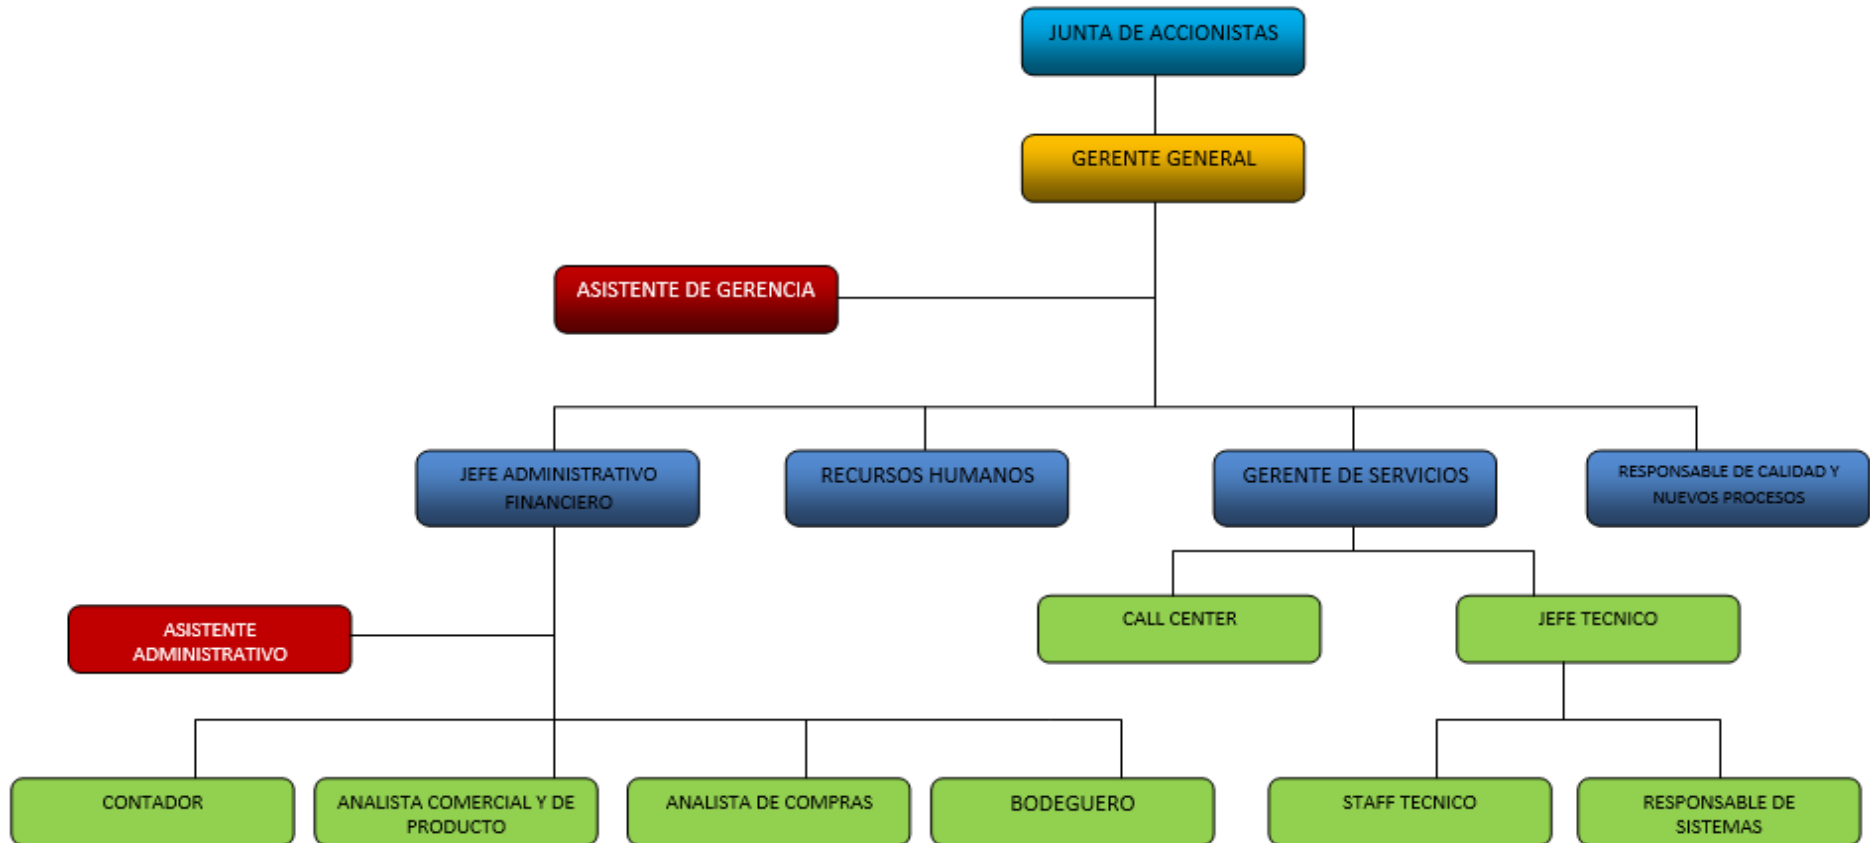 JUNTA DE ACCIONISTAS
GERENTE GENERAL
ASISTENTE DE GERENCIA
JEFE ADMINISTRATIVO
FINANCIERO
RECURSOS HUMANOS
GERENTE DE SERVICIOS
RESPONSABLE DE CALIDAD Y
NUEVOS PROCESOS
ASISTENTE
ADMINISTRATIVO
CALL CENTER
JEFE TECNICO
CONTADOR
ANALISTA COMERCIAL Y DE
PRODUCTO
ANALISTA DE COMPRAS
BODEGUERO
STAFF TECNICO
RESPONSABLE DE
SISTEMAS